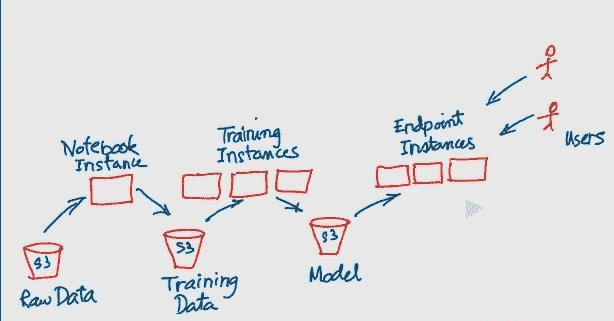 Notebook
Instance
Training
Instances
Endpoint
Instances
Users
S3
Raw Data
S3
Training
Data
S3
Model